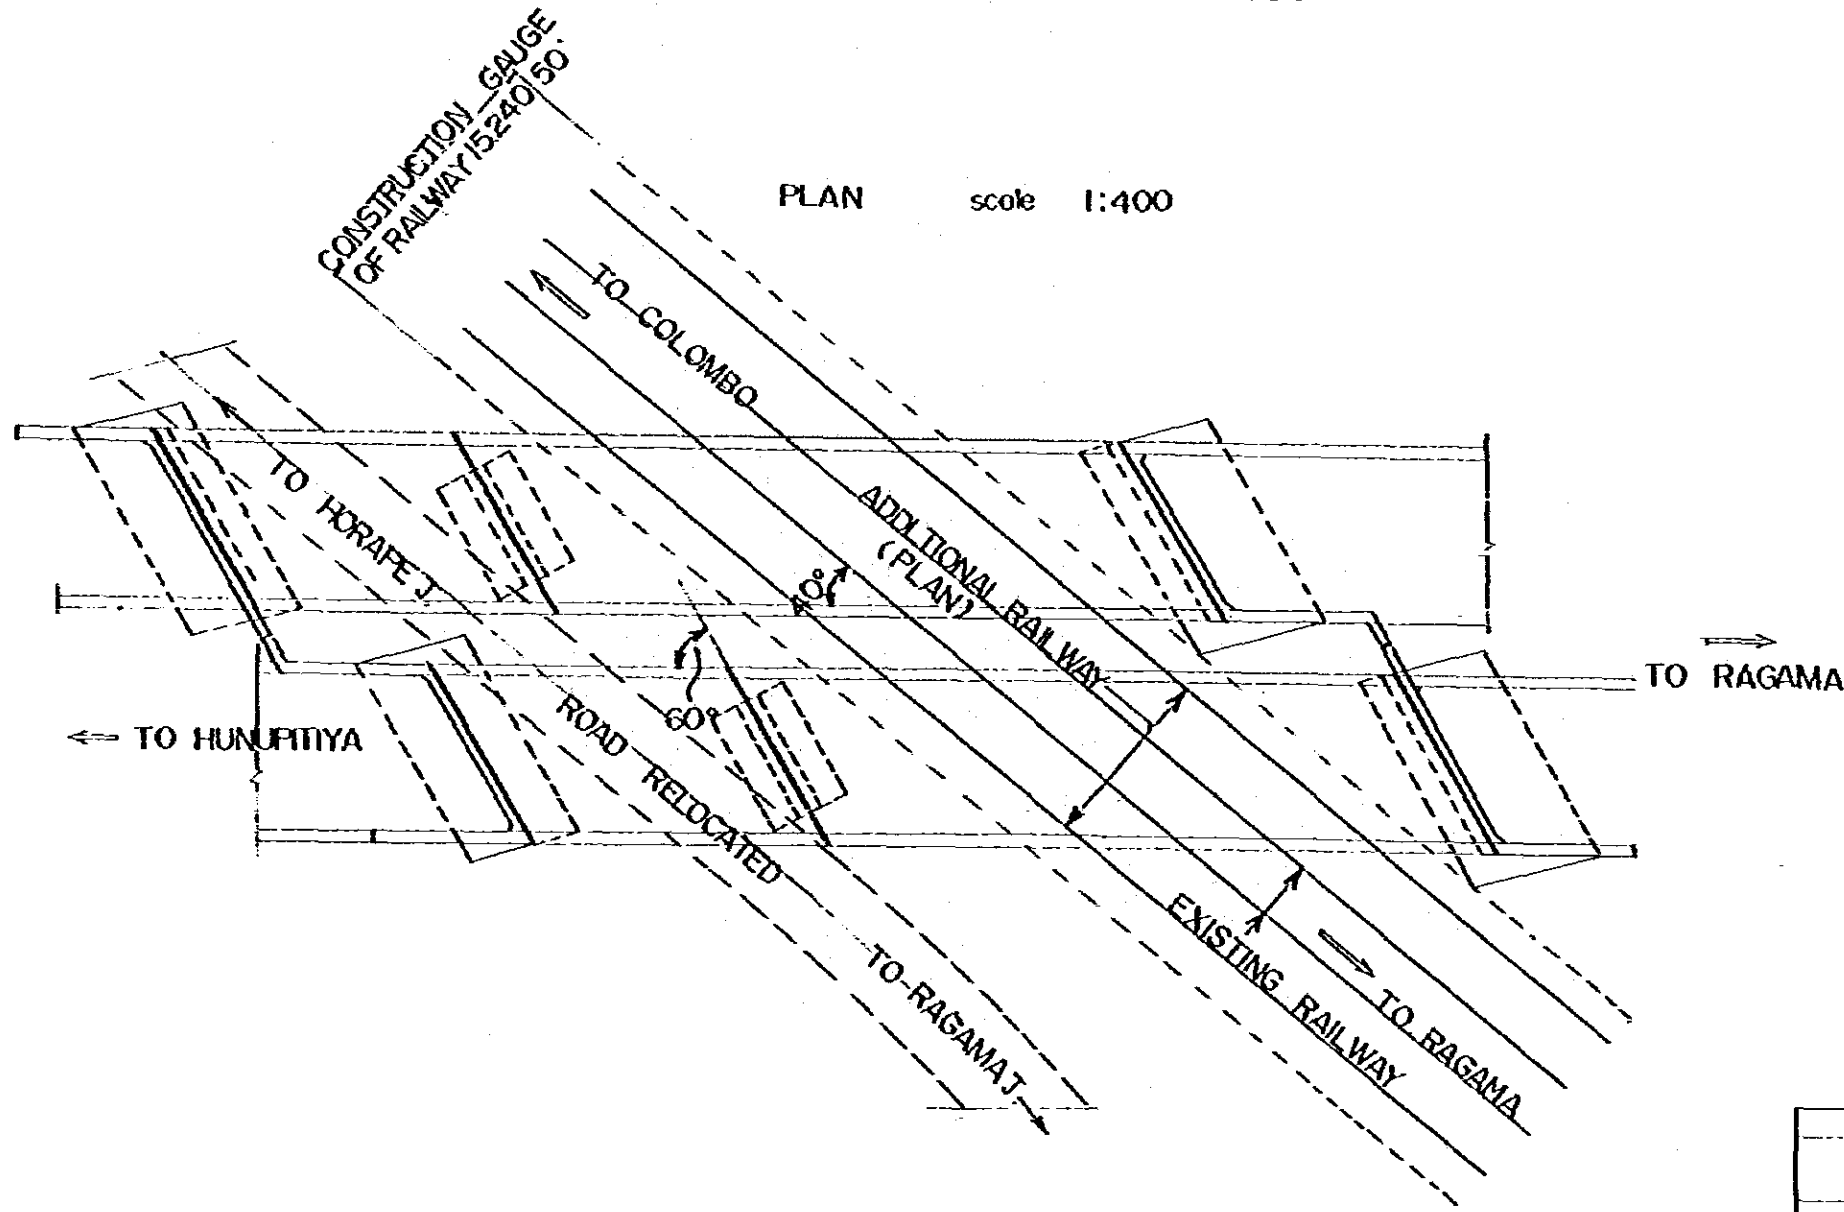 CONSTRUCTION GAUGE
OF RAILWAY 15240 50'
PLAN scale 1:400
TO COLOMBO
TO HORAPE J
ADDITIONAL RAILWAY
(PLAN)
40°
60°
TO RAGAMA
← TO HUNUPITIYA
ROAD RELOCATED
EXISTING RAILWAY
TO RAGAMA
TO RAGAMA J